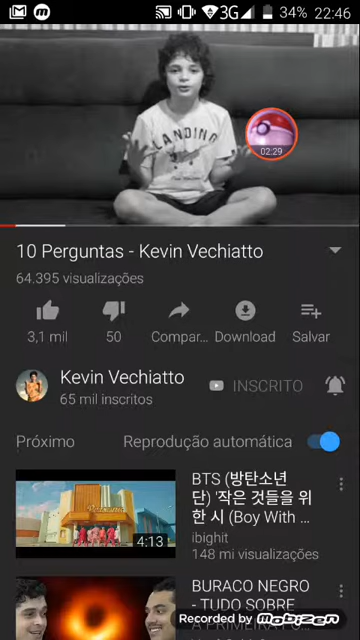 3G 34% 22:46
LANDING
02:29
10 Perguntas - Kevin Vechiatto
64.395 visualizações
3,1 mil
50
Compar...
Download
Salvar
Kevin Vechiatto
INSCRITO
65 mil inscritos
Próximo
Reprodução automática
BTS (방탄소년
단) '작은 것들을 위
한 시 (Boy With ...
ibighit
148 mi visualizações
4:13
BURACO NEGRO
- TUDO SOBRE
A PRIMEIRA FO
Recorded by MOBIZEN